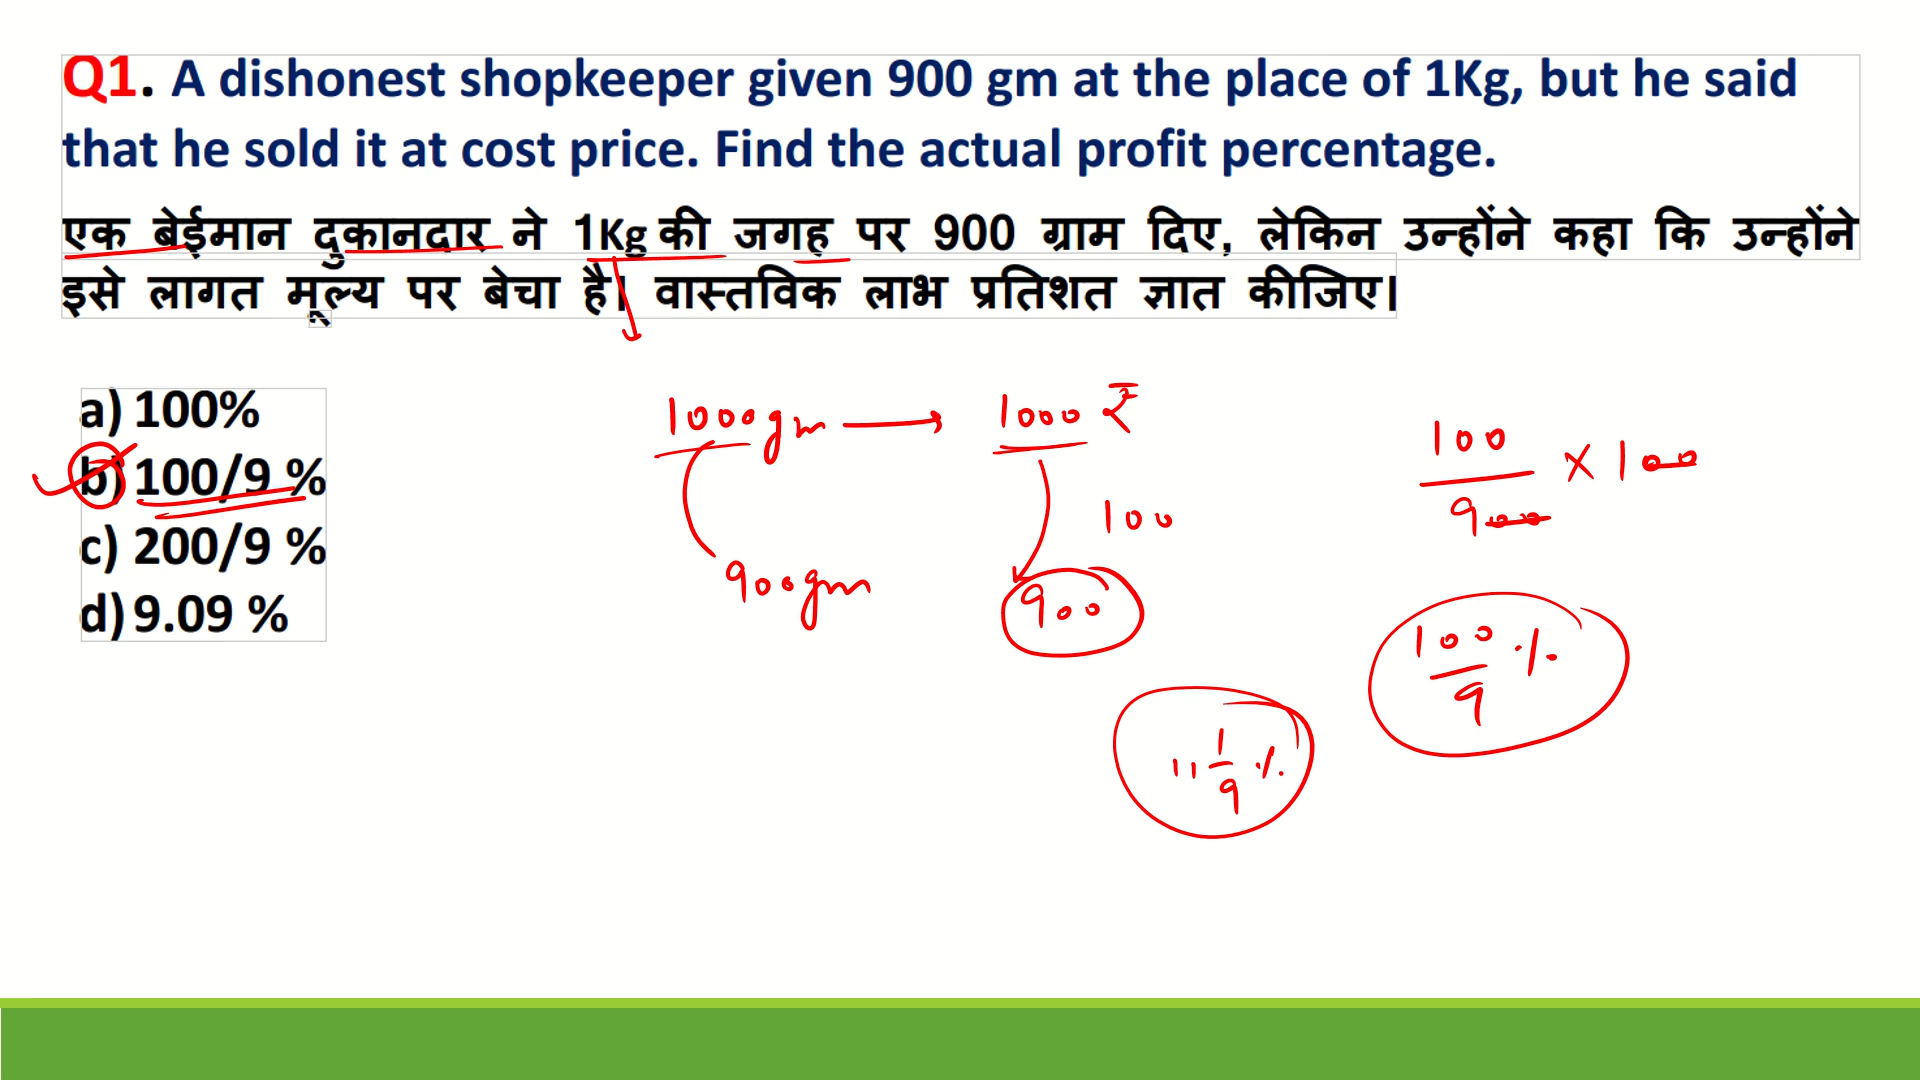 Q1. A dishonest shopkeeper given 900 gm at the place of 1Kg, but he said
that he sold it at cost price. Find the actual profit percentage.
एक बेईमान दुकानदार ने 1Kg की जगह पर 900 ग्राम दिए, लेकिन उन्होंने कहा कि उन्होंने
इसे लागत मूल्य पर बेचा है। वास्तविक लाभ प्रतिशत ज्ञात कीजिए।
a) 100%
b) 100/9 %
c) 200/9 %
d) 9.09 %
1000gm → 1000 ₹
100
900gm
900
100/900 × 100
100/9 %
11 1/9 %